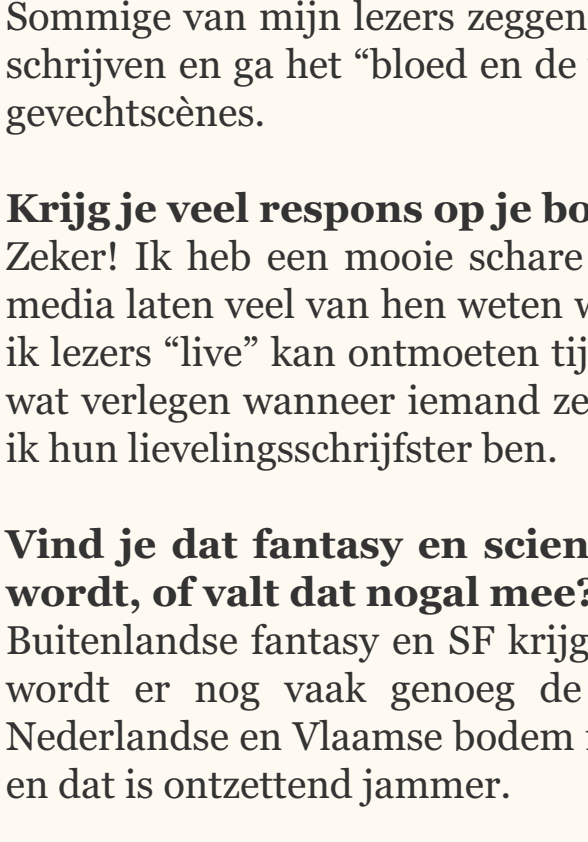 Sommige van mijn lezers zeggen
schrijven en ga het “bloed en de
gevechtscènes.
Krijg je veel respons op je bo
Zeker! Ik heb een mooie schare
media laten veel van hen weten
ik lezers “live” kan ontmoeten tij
wat verlegen wanneer iemand ze
ik hun lievelingsschrijfster ben.
Vind je dat fantasy en scien
wordt, of valt dat nogal mee?
Buitenlandse fantasy en SF krijg
wordt er nog vaak genoeg de
Nederlandse en Vlaamse bodem
en dat is ontzettend jammer.